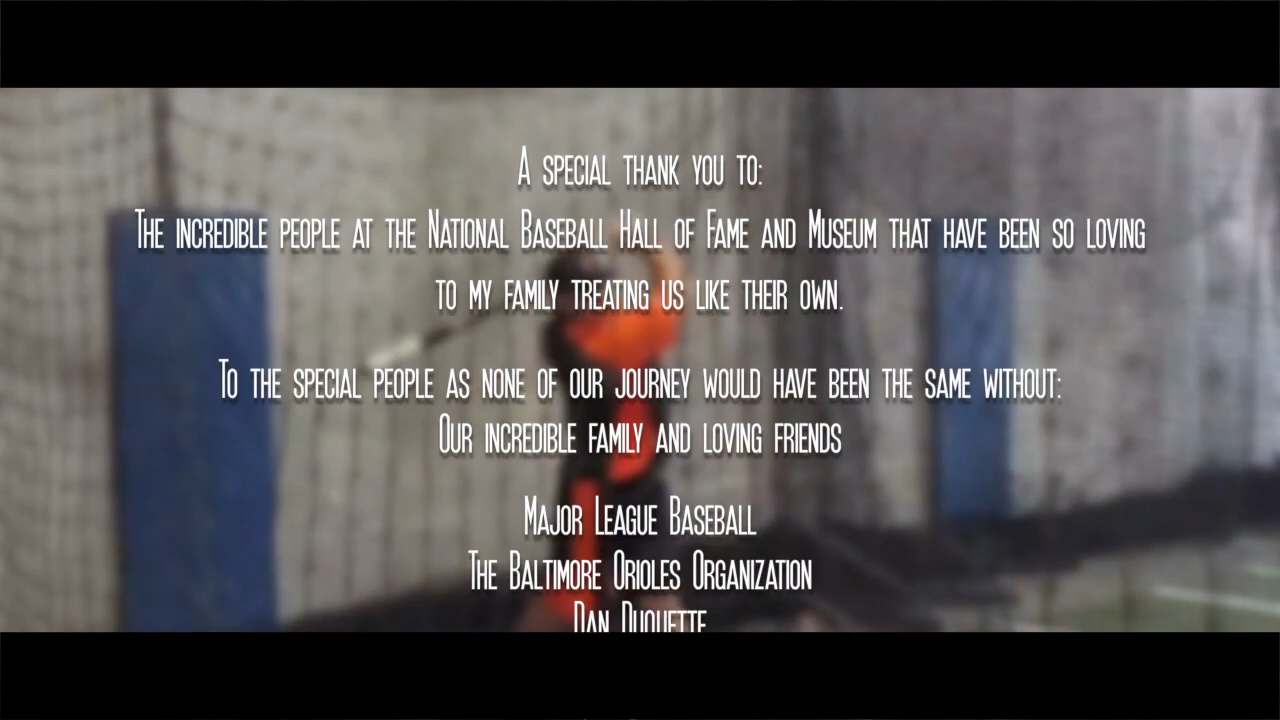 A special thank you to:
The incredible people at the National Baseball Hall of Fame and Museum that have been so loving
to my family treating us like their own.
To the special people as none of our journey would have been the same without:
Our incredible family and loving friends
Major League Baseball
The Baltimore Orioles Organization
Dan Duquette